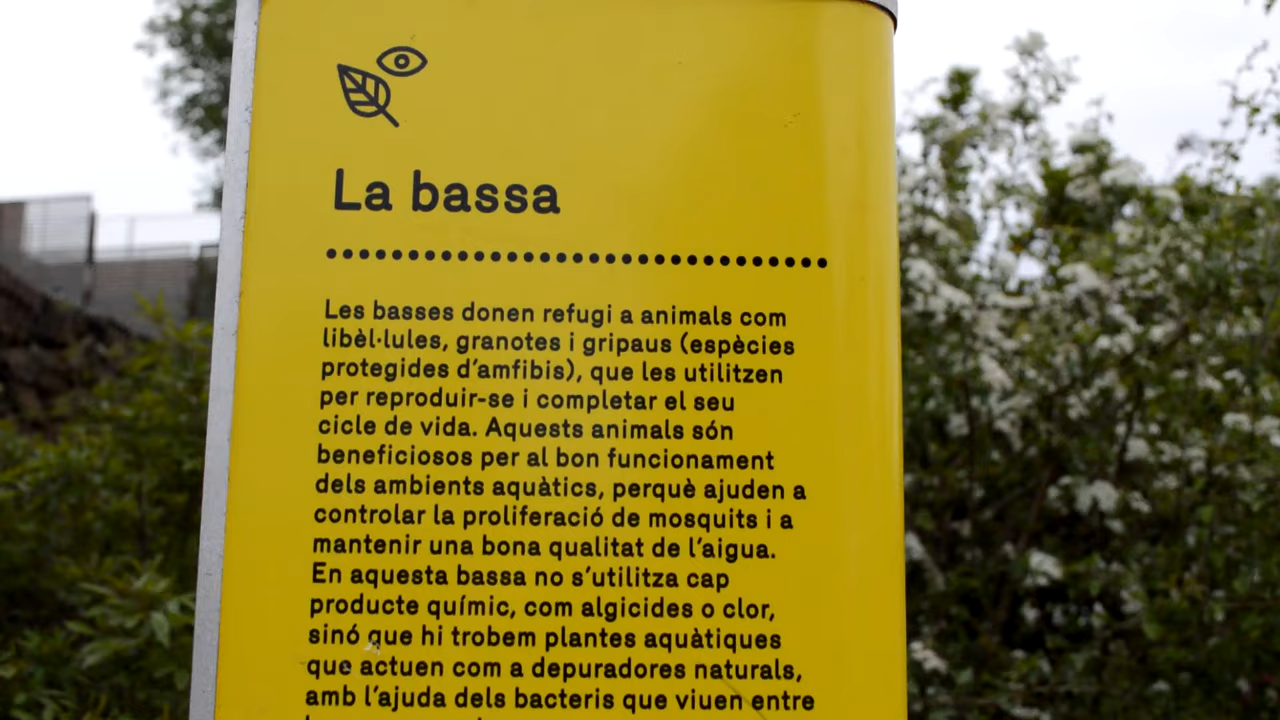 La bassa
Les basses donen refugi a animals com
libèl·lules, granotes i gripaus (espècies
protegides d’amfibis), que les utilitzen
per reproduir-se i completar el seu
cicle de vida. Aquests animals són
beneficiosos per al bon funcionament
dels ambients aquàtics, perquè ajuden a
controlar la proliferació de mosquits i a
mantenir una bona qualitat de l’aigua.
En aquesta bassa no s’utilitza cap
producte químic, com algicides o clor,
sinó que hi trobem plantes aquàtiques
que actuen com a depuradores naturals,
amb l’ajuda dels bacteris que viuen entre